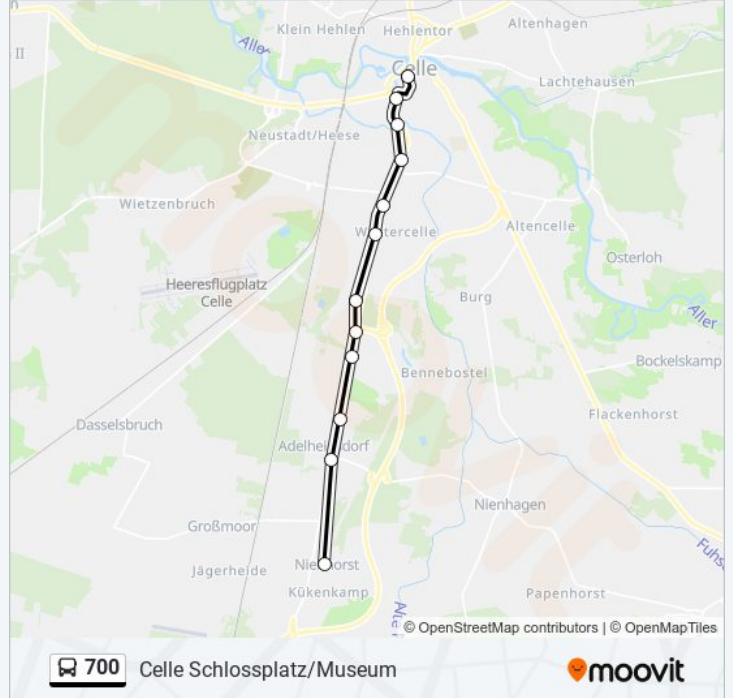 II
Klein Hehlen
Hehlentor
Altenhagen
Aller
Celle
Lachtehausen
Neustadt/Heese
Wietzenbruch
Altencelle
Osterloh
Heeresflugplatz
Celle
Burg
Aller
Bockelskamp
Bennebostel
Flackenhorst
Dasselsbruch
Nienhagen
Großmoor
Jägerheide
Kükenkamp
Papenhorst
© OpenStreetMap contributors | © OpenMapTiles
700 Celle Schlossplatz/Museum
moovit